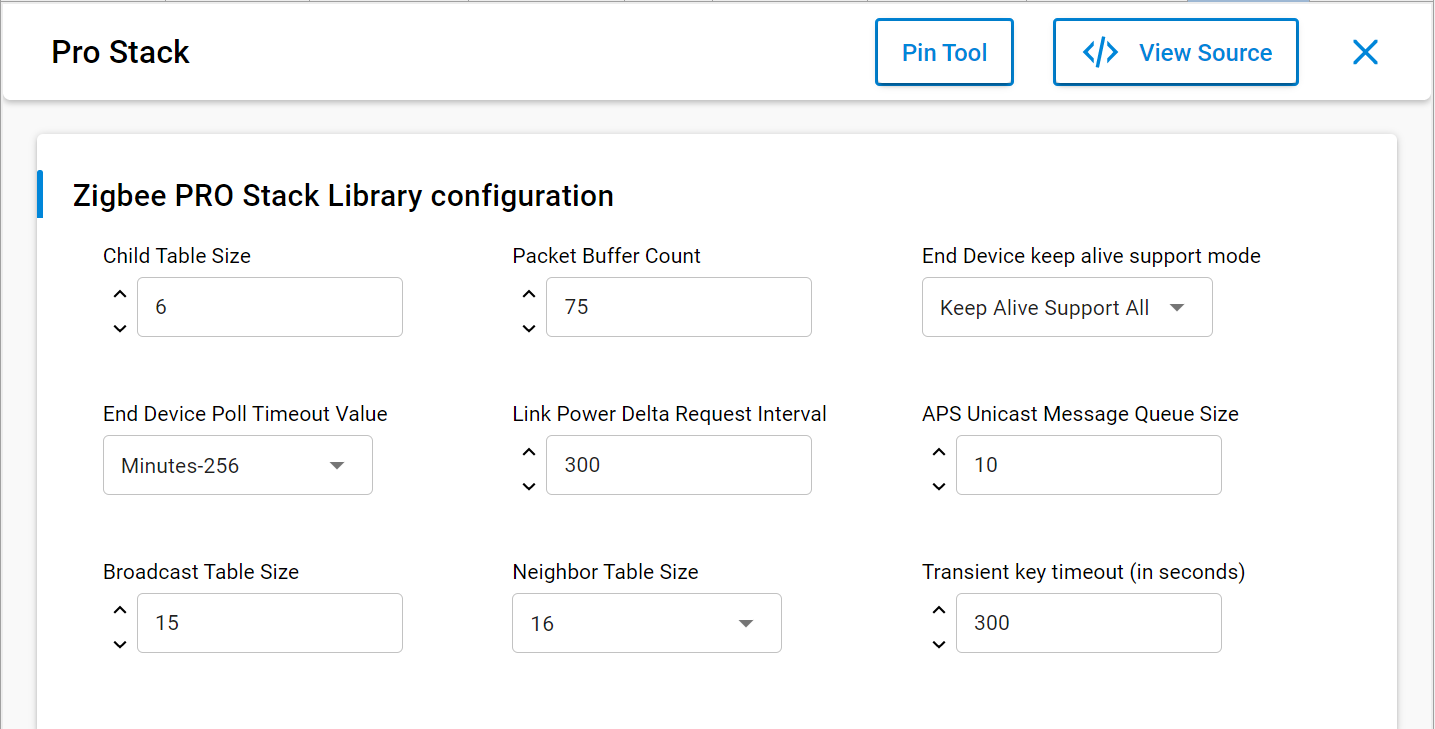 Pro Stack
Pin Tool
</> View Source
Zigbee PRO Stack Library configuration
Child Table Size
6
Packet Buffer Count
75
End Device keep alive support mode
Keep Alive Support All
End Device Poll Timeout Value
Minutes-256
Link Power Delta Request Interval
300
APS Unicast Message Queue Size
10
Broadcast Table Size
15
Neighbor Table Size
16
Transient key timeout (in seconds)
300